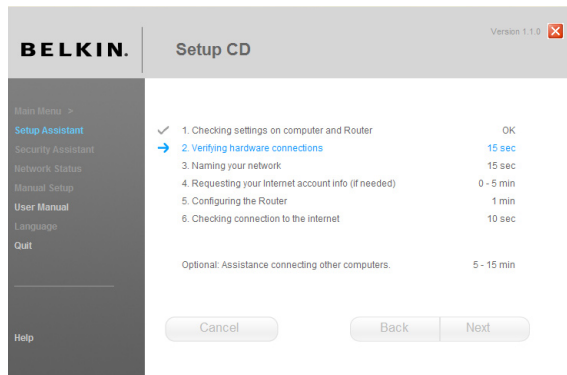 Version 1.1.0
BELKIN.
Setup CD
Main Menu >
Setup Assistant
Security Assistant
Network Status
Manual Setup
User Manual
Language
Quit
Help
1. Checking settings on computer and Router OK
2. Verifying hardware connections 15 sec
3. Naming your network 15 sec
4. Requesting your Internet account info (if needed) 0 - 5 min
5. Configuring the Router 1 min
6. Checking connection to the internet 10 sec
Optional: Assistance connecting other computers. 5 - 15 min
Cancel
Back
Next